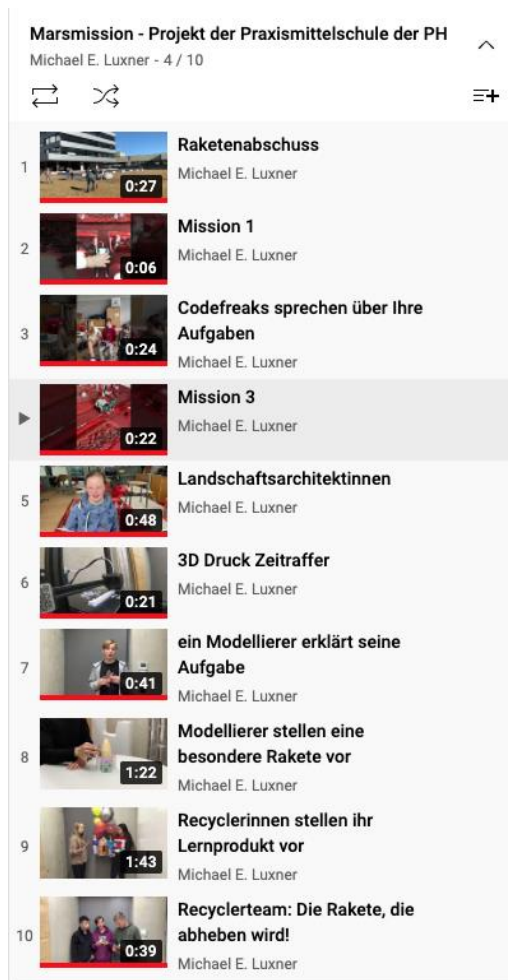 Marsmission - Projekt der Praxismittelschule der PH
Michael E. Luxner - 4 / 10
1
Raketenabschuss
Michael E. Luxner
0:27
2
Mission 1
Michael E. Luxner
0:06
3
Codefreaks sprechen über Ihre
Aufgaben
Michael E. Luxner
0:24
Mission 3
Michael E. Luxner
0:22
5
Landschaftsarchitektinnen
Michael E. Luxner
0:48
6
3D Druck Zeitraffer
Michael E. Luxner
0:21
7
ein Modellierer erklärt seine
Aufgabe
Michael E. Luxner
0:41
8
Modellierer stellen eine
besondere Rakete vor
Michael E. Luxner
1:22
9
Recyclerinnen stellen ihr
Lernprodukt vor
Michael E. Luxner
1:43
10
Recyclerteam: Die Rakete, die
abheben wird!
Michael E. Luxner
0:39